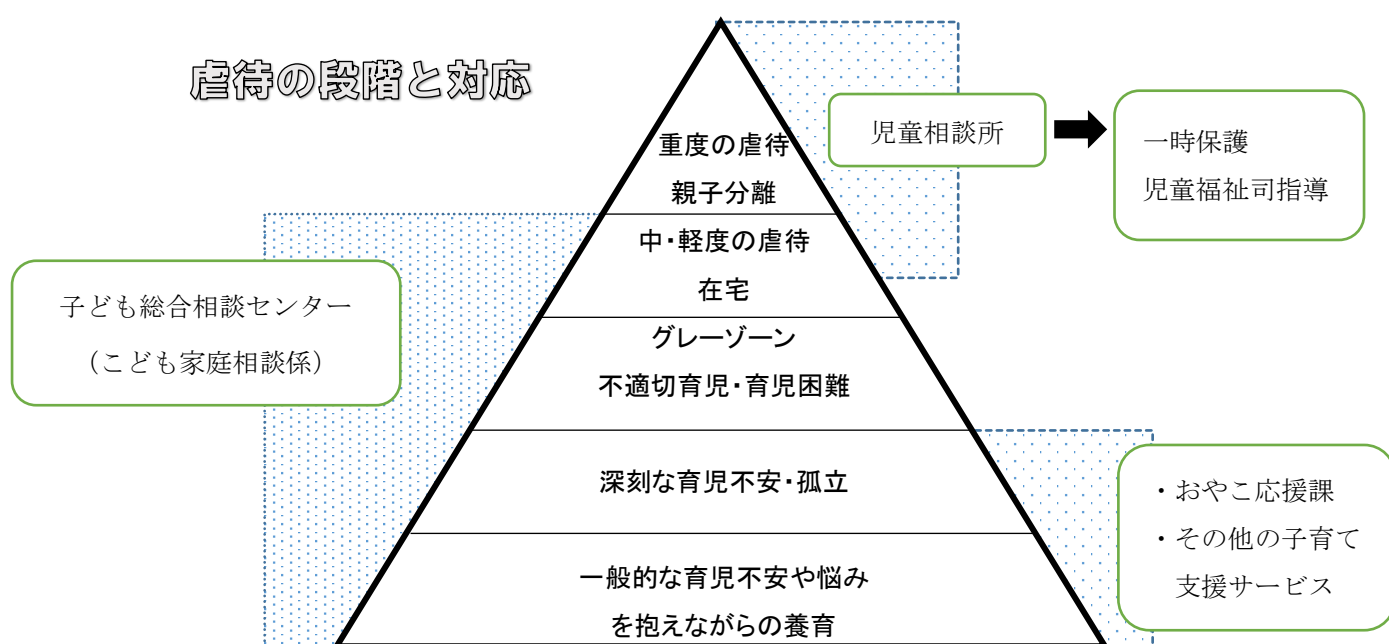 虐待の段階と対応
児童相談所
一時保護
児童福祉司指導
重度の虐待
親子分離
中・軽度の虐待
在宅
子ども総合相談センター
（こども家庭相談係）
グレーゾーン
不適切育児・育児困難
深刻な育児不安・孤立
・おやこ応援課
・その他の子育て
支援サービス
一般的な育児不安や悩み
を抱えながらの養育